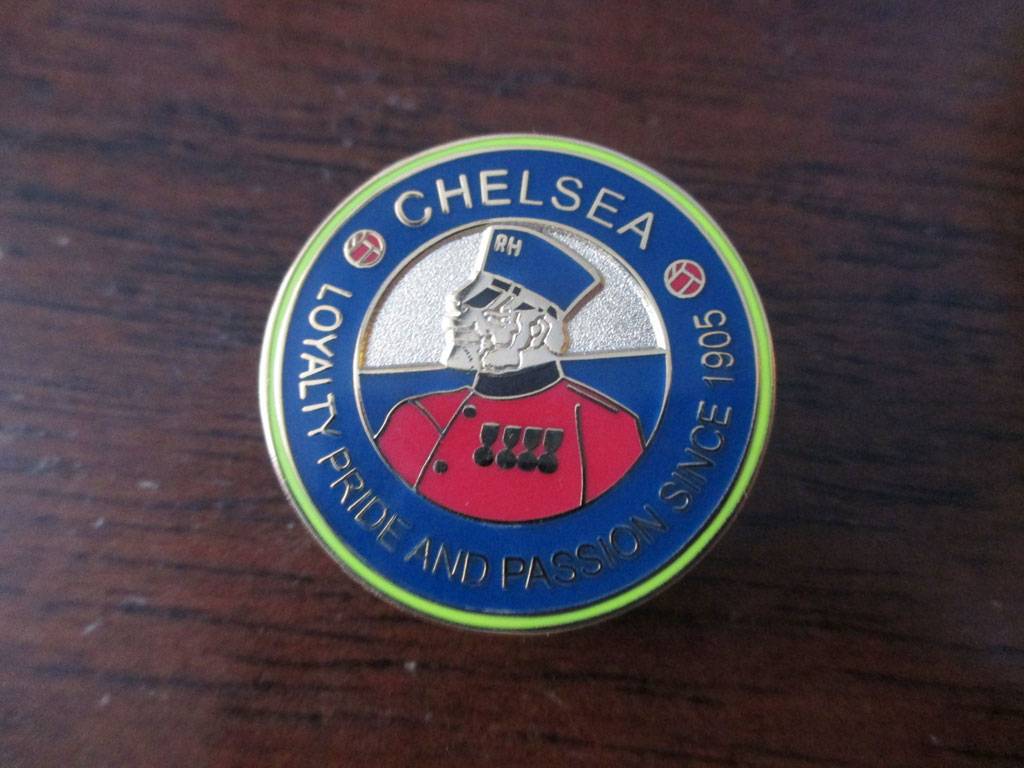 CHELSEA
RH
LOYALTY PRIDE AND PASSION SINCE 1905